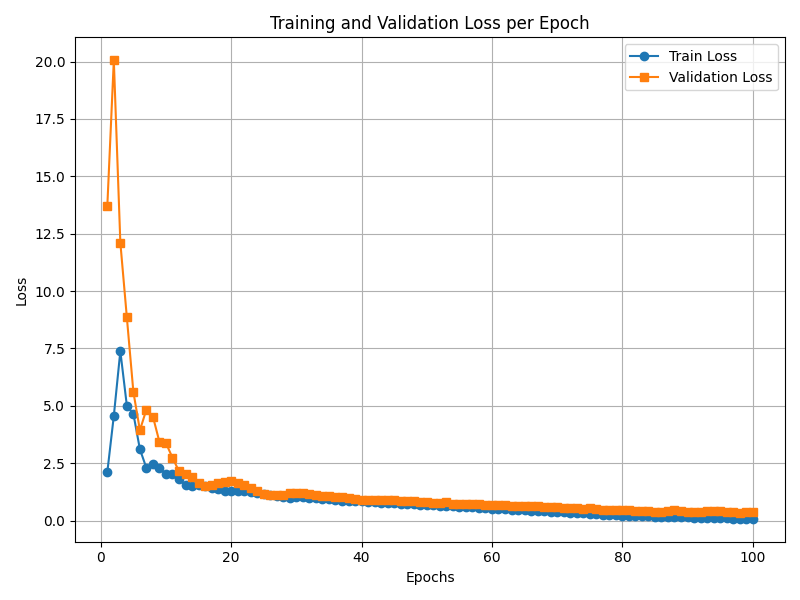 Training and Validation Loss per Epoch
Train Loss
Validation Loss
20.0
17.5
15.0
12.5
10.0
7.5
5.0
2.5
0.0
Loss
0 20 40 60 80 100
Epochs